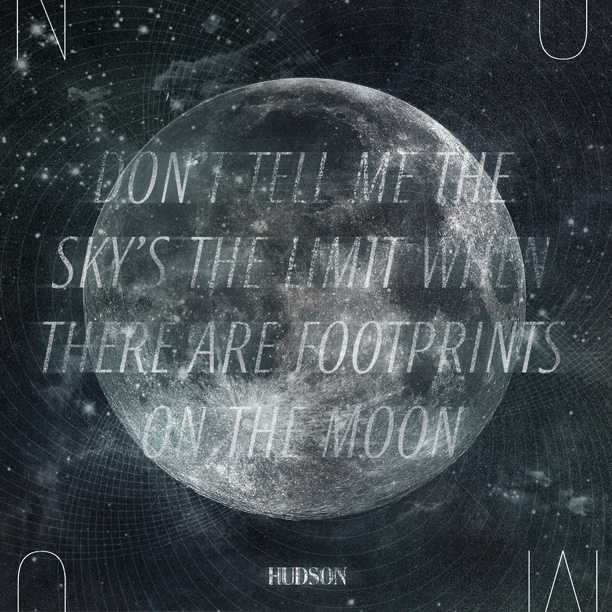 N U
DON'T TELL ME THE
SKY'S THE LIMIT WHEN
THERE ARE FOOTPRINTS
ON THE MOON
HUDSON